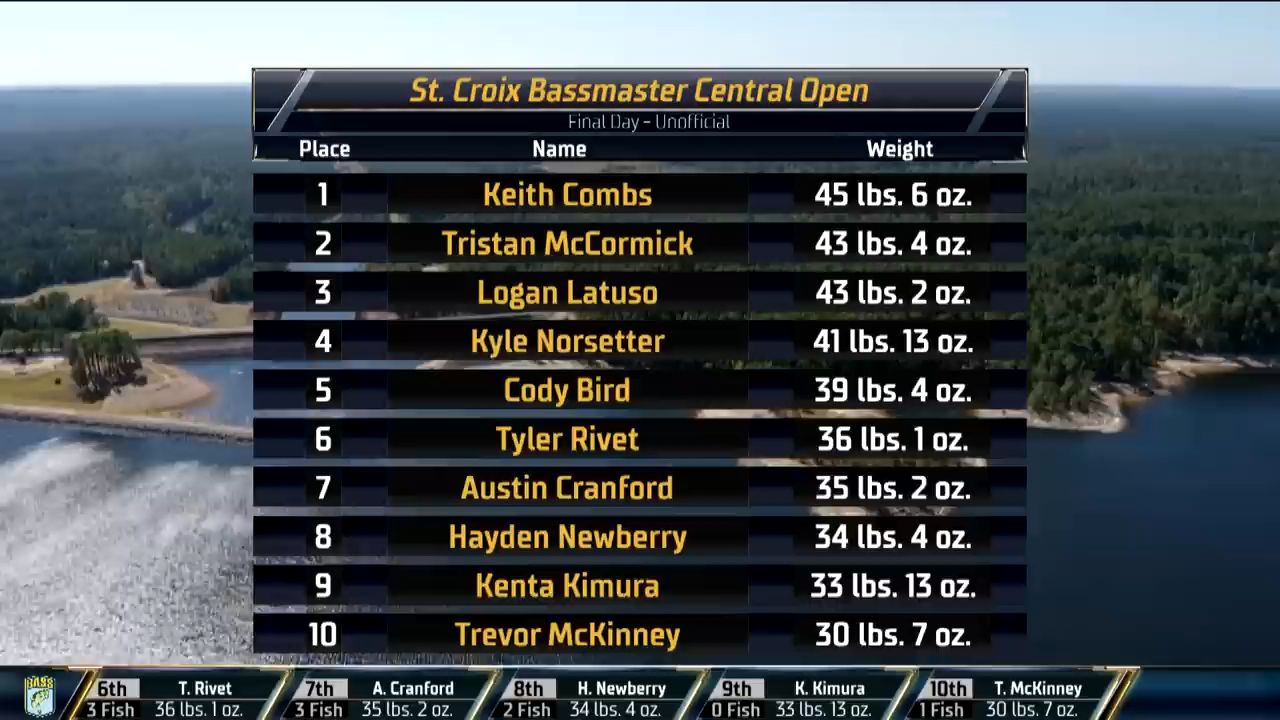 St. Croix Bassmaster Central Open
Final Day - Unofficial
Place Name Weight
1 Keith Combs 45 lbs. 6 oz.
2 Tristan McCormick 43 lbs. 4 oz.
3 Logan Latuso 43 lbs. 2 oz.
4 Kyle Norsetter 41 lbs. 13 oz.
5 Cody Bird 39 lbs. 4 oz.
6 Tyler Rivet 36 lbs. 1 oz.
7 Austin Cranford 35 lbs. 2 oz.
8 Hayden Newberry 34 lbs. 4 oz.
9 Kenta Kimura 33 lbs. 13 oz.
10 Trevor McKinney 30 lbs. 7 oz.
BASS 6th T. Rivet 7th A. Cranford 8th H. Newberry 9th K. Kimura 10th T. McKinney
3 Fish 36 lbs. 1 oz. 3 Fish 35 lbs. 2 oz. 2 Fish 34 lbs. 4 oz. 0 Fish 33 lbs. 13 oz. 1 Fish 30 lbs. 7 oz.